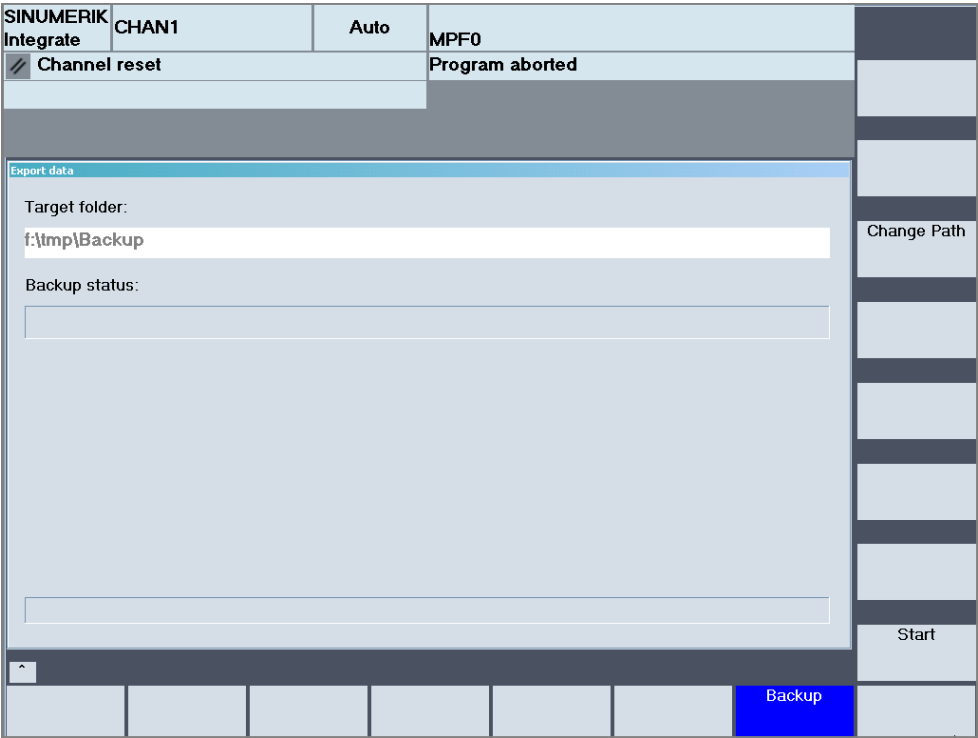 SINUMERIK
Integrate
CHAN1
Auto
MPF0
Channel reset
Program aborted
Export data
Target folder:
f:\tmp\Backup
Change Path
Backup status:
Start
^
Backup